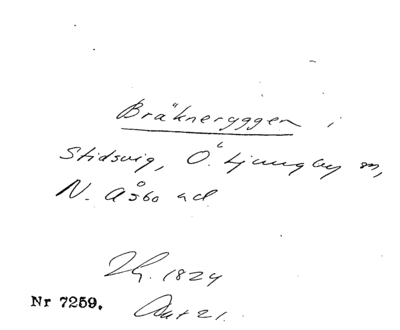 Bräkneryggen i
Stidsvig, Ö. Ljungby sn,
N. Åsbo hd
1824
Nr 7259.